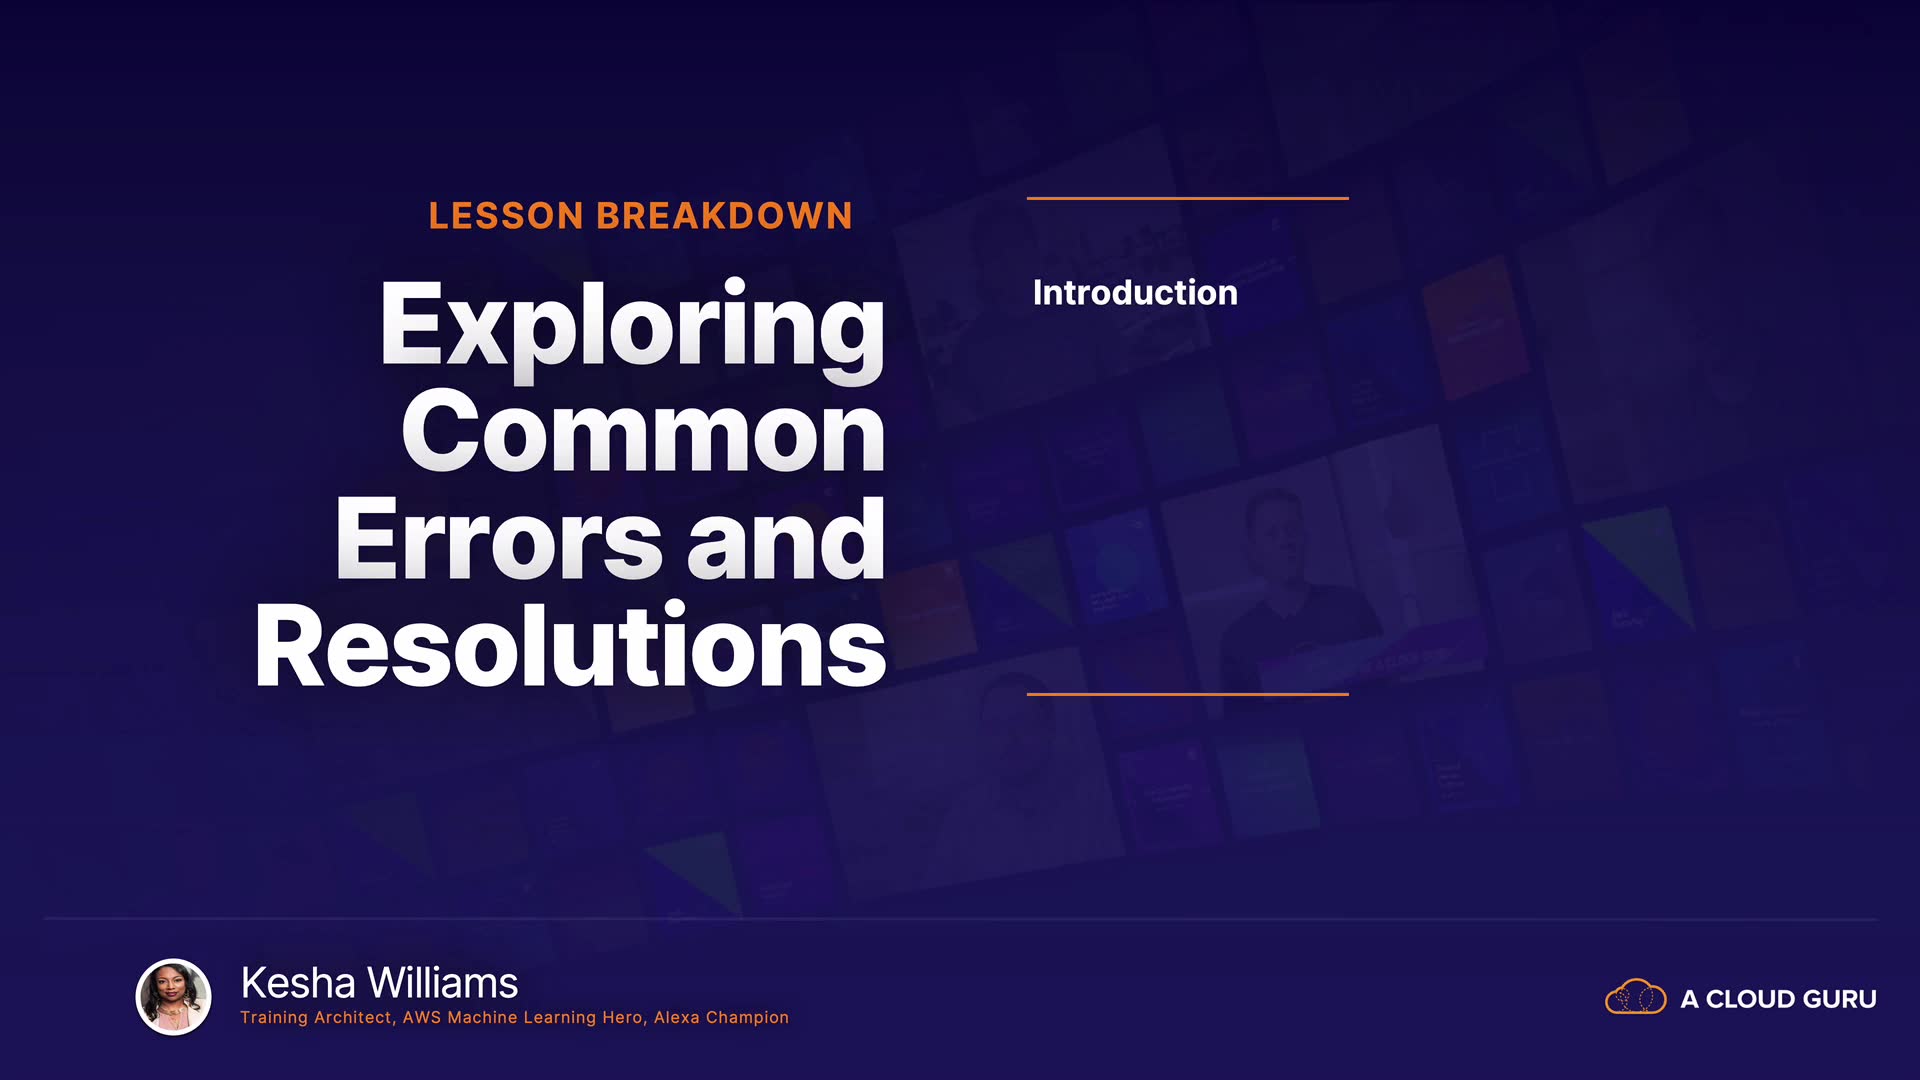 LESSON BREAKDOWN
Exploring
Common
Errors and
Resolutions
Introduction
Kesha Williams
Training Architect, AWS Machine Learning Hero, Alexa Champion
A CLOUD GURU